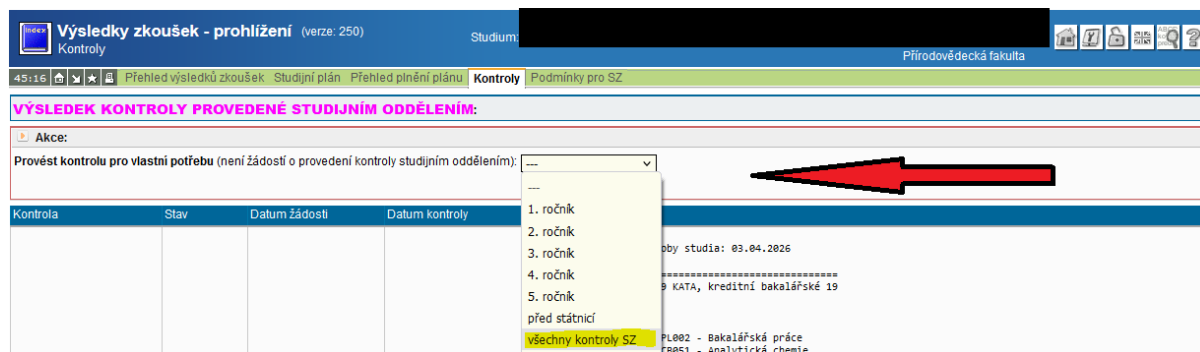 index
Výsledky zkoušek - prohlížení (verze: 250)
Kontroly
Studium:
Přírodovědecká fakulta
45:16 Přehled výsledků zkoušek Studijní plán Přehled plnění plánu Kontroly Podmínky pro SZ
VÝSLEDEK KONTROLY PROVEDENÉ STUDIJNÍM ODDĚLENÍM:
Akce:
Provést kontrolu pro vlastní potřebu (není žádostí o provedení kontroly studijním oddělením): ---
---
1. ročník
2. ročník
3. ročník
4. ročník
5. ročník
před státnicí
všechny kontroly SZ
Kontrola Stav Datum žádosti Datum kontroly
oby studia: 03.04.2026
==============================
9 KATA, kreditní bakalářské 19
PL002 - Bakalářská práce
CB051 - Analytická chemie